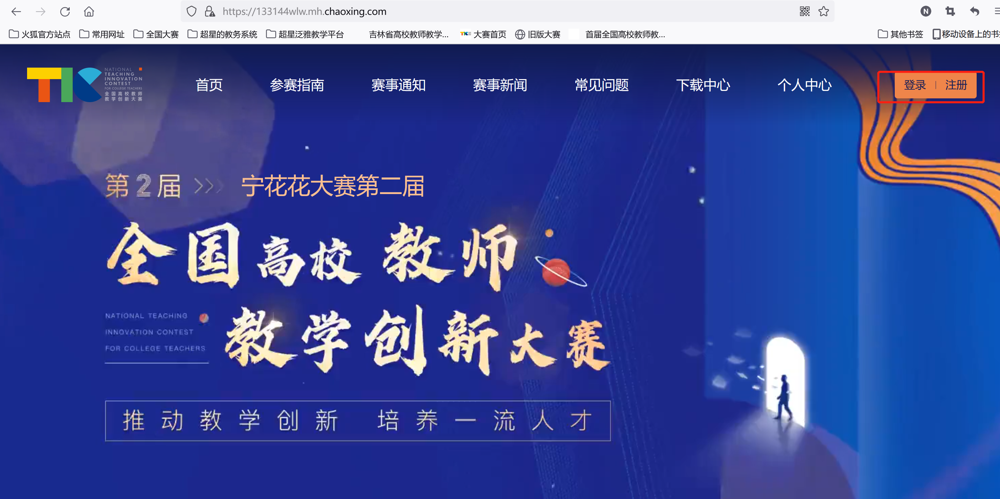 https://133144wlw.mh.chaoxing.com
N
火狐官方站点 常用网址 全国大赛 超星的教务系统 超星泛雅教学平台 吉林省高校教师教学... 大赛首页 旧版大赛 首届全国高校教师教... 其他书签 移动设备上的书
TIC
NATIONAL
TEACHING
INNOVATION
CONTEST
FOR COLLEGE TEACHERS
全国高校教师
教学创新大赛
首页 参赛指南 赛事通知 赛事新闻 常见问题 下载中心 个人中心 登录 | 注册
第2届 >>> 宁花花大赛第二届
全国高校教师
NATIONAL TEACHING
INNOVATION CONTEST
FOR COLLEGE TEACHERS
教学创新大赛
推动教学创新 培养一流人才